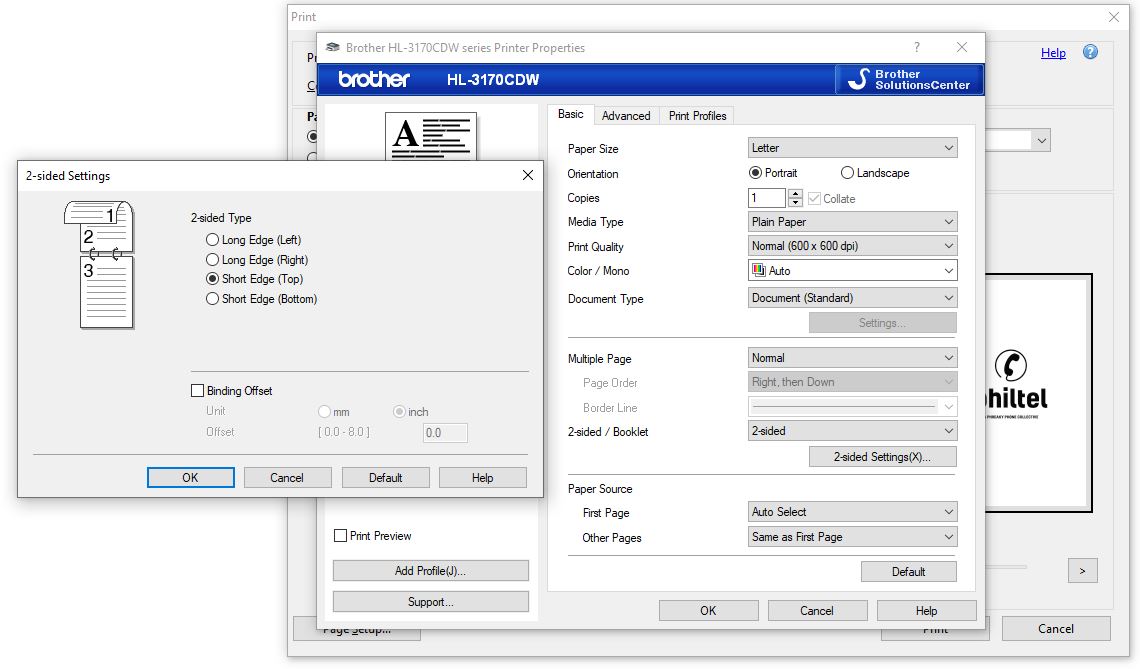 Print
Help
Brother HL-3170CDW series Printer Properties
?
brother HL-3170CDW
Brother
SolutionsCenter
A
Basic Advanced Print Profiles
Paper Size Letter
Orientation Portrait Landscape
Copies 1 Collate
Media Type Plain Paper
Print Quality Normal (600 x 600 dpi)
Color / Mono Auto
Document Type Document (Standard)
Settings...
Multiple Page Normal
Page Order Right, then Down
Border Line
2-sided / Booklet 2-sided
2-sided Settings(X)...
Paper Source
First Page Auto Select
Other Pages Same as First Page
Default
OK Cancel Help
Print Preview
Add Profile(J)...
Support...
2-sided Settings
1
2
3
2-sided Type
Long Edge (Left)
Long Edge (Right)
Short Edge (Top)
Short Edge (Bottom)
Binding Offset
Unit mm inch
Offset [ 0.0 - 8.0 ] 0.0
OK Cancel Default Help
hiltel
PHREAKY PHONE COLLECTIVE
>
Page Setup...
Print Cancel